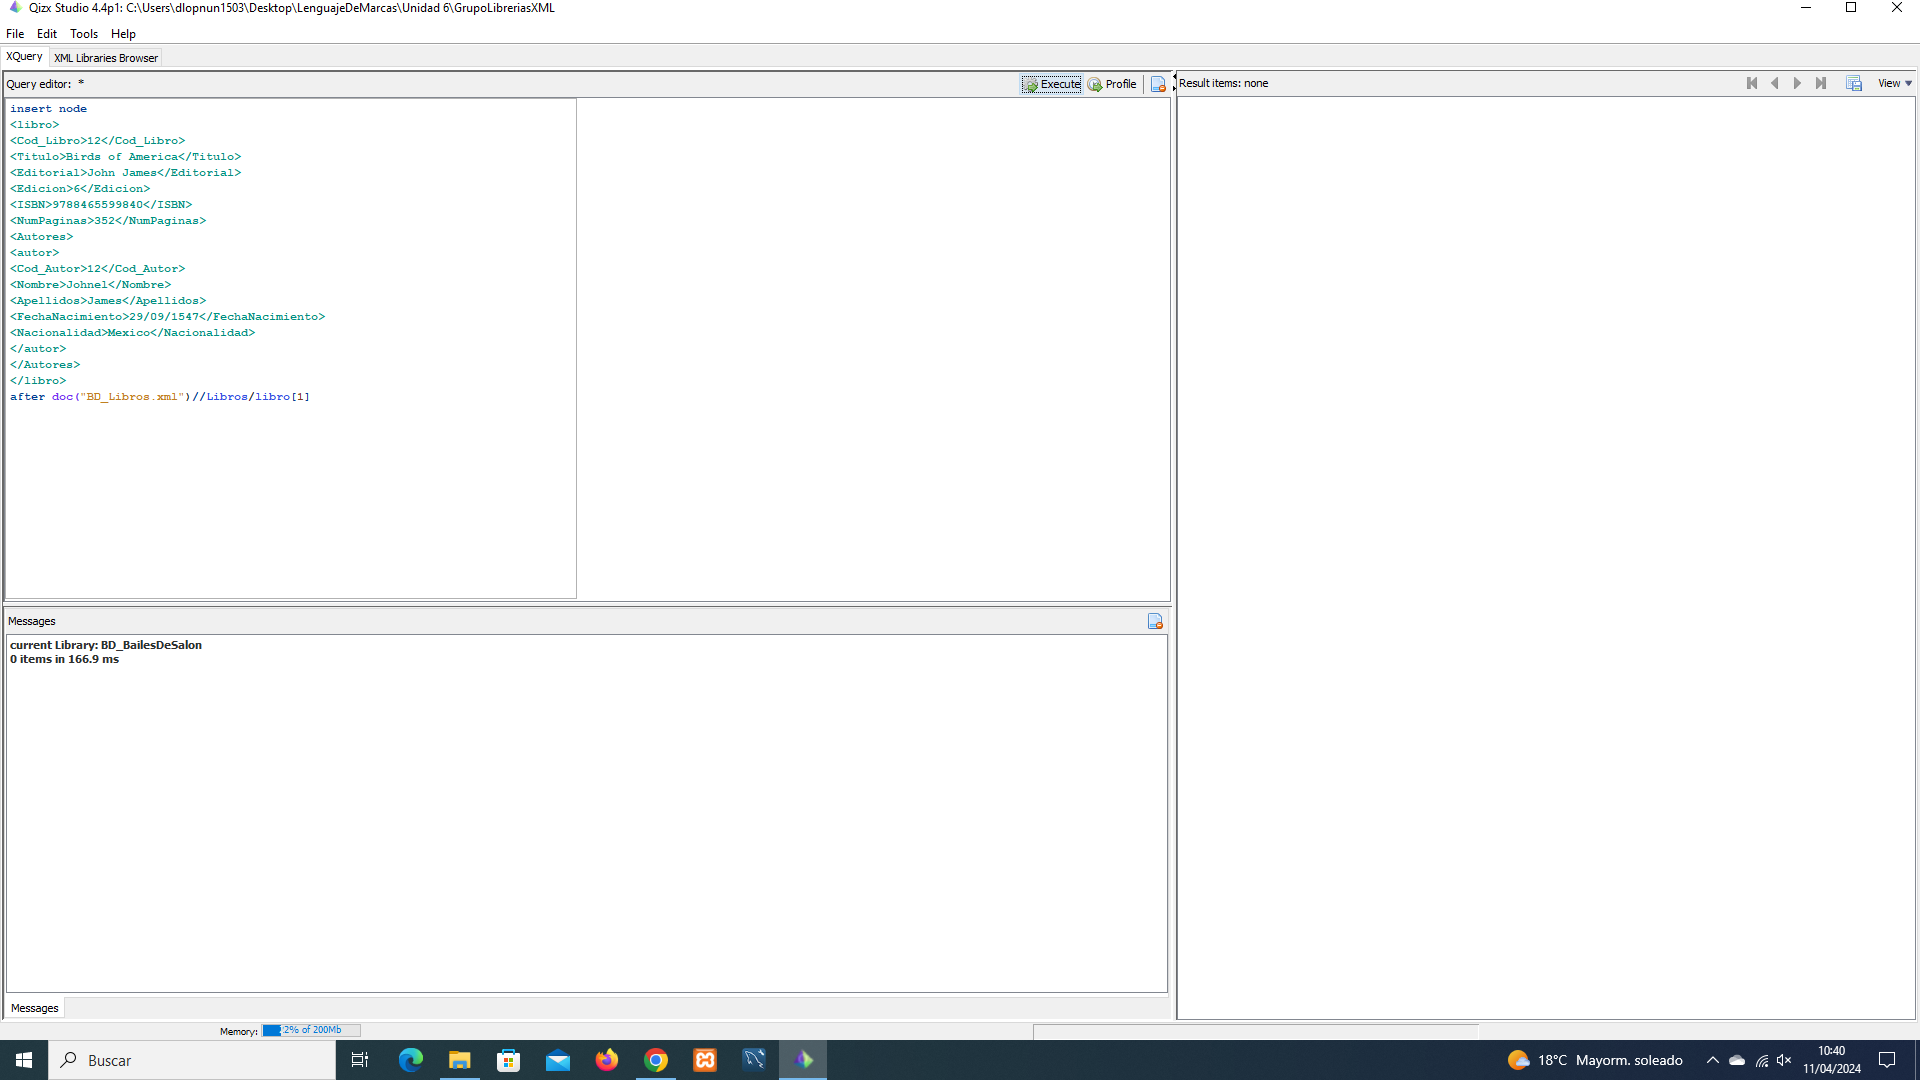 Qizx Studio 4.4p1: C:\Users\dlopnun1503\Desktop\LenguajeDeMarcas\Unidad 6\GrupoLibreriasXML
File Edit Tools Help
XQuery XML Libraries Browser
Query editor: * Execute Profile
Result items: none View
insert node
<libro>
<Cod_Libro>12</Cod_Libro>
<Titulo>Birds of America</Titulo>
<Editorial>John James</Editorial>
<Edicion>6</Edicion>
<ISBN>9788465599840</ISBN>
<NumPaginas>352</NumPaginas>
<Autores>
<autor>
<Cod_Autor>12</Cod_Autor>
<Nombre>Johnel</Nombre>
<Apellidos>James</Apellidos>
<FechaNacimiento>29/09/1547</FechaNacimiento>
<Nacionalidad>Mexico</Nacionalidad>
</autor>
</Autores>
</libro>
after doc("BD_Libros.xml")//Libros/libro[1]
Messages
current Library: BD_BailesDeSalon
0 items in 166.9 ms
Messages
Memory: 2% of 200Mb
Buscar
18°C Mayorm. soleado
10:40
11/04/2024